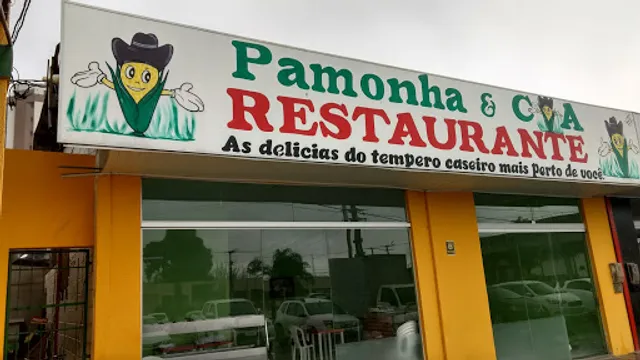 Pamonha & CIA
RESTAURANTE
As delicias do tempero caseiro mais perto de você.